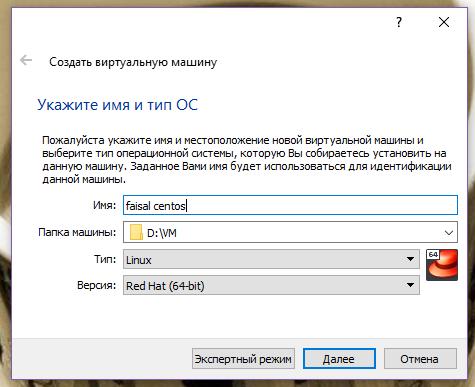 ?
Создать виртуальную машину
Укажите имя и тип ОС
Пожалуйста укажите имя и местоположение новой виртуальной машины и
выберите тип операционной системы, которую Вы собираетесь установить на
данную машину. Заданное Вами имя будет использоваться для идентификации
данной машины.
Имя: faisal centos
Папка машины: D:\VM
Тип: Linux
64
Версия: Red Hat (64-bit)
Экспертный режим Далее Отмена